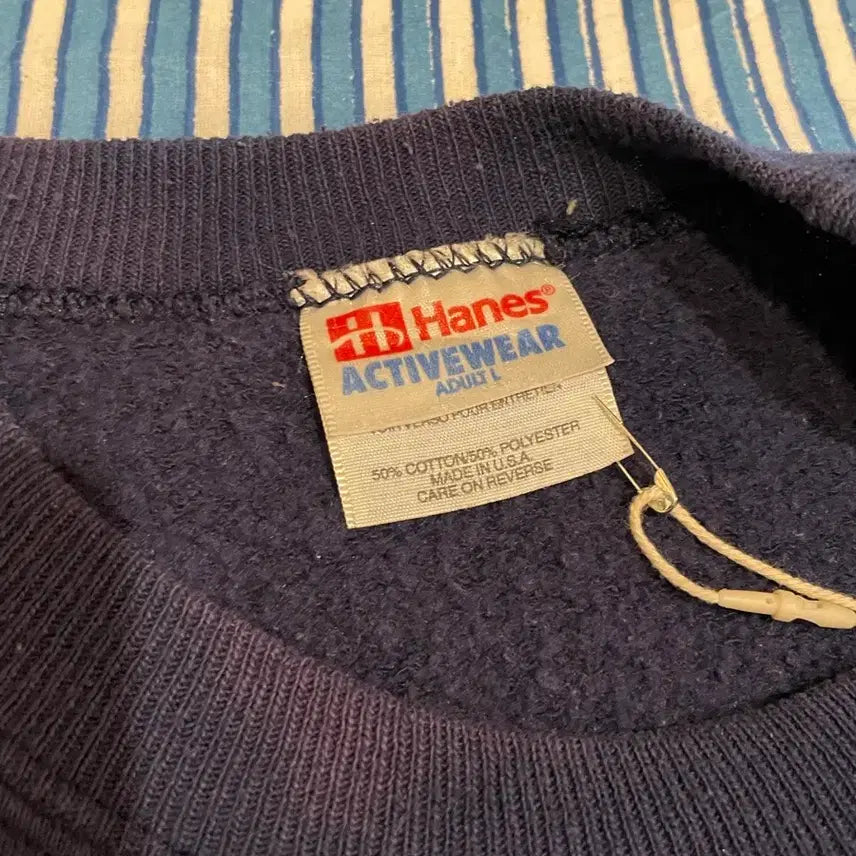 Hanes®
ACTIVEWEAR
ADULT L
VERSO POUR ENTRETIEN
50% COTTON/50% POLYESTER
MADE IN U.S.A.
CARE ON REVERSE